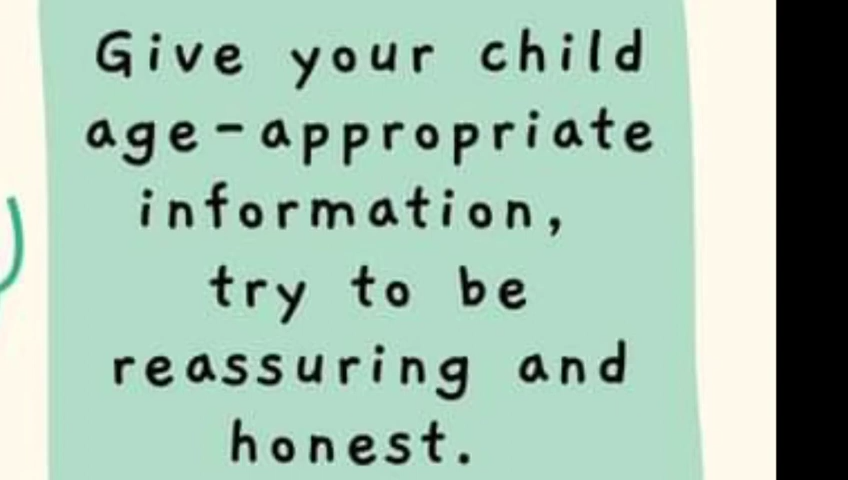 Give your child
age-appropriate
information,
try to be
reassuring and
honest.